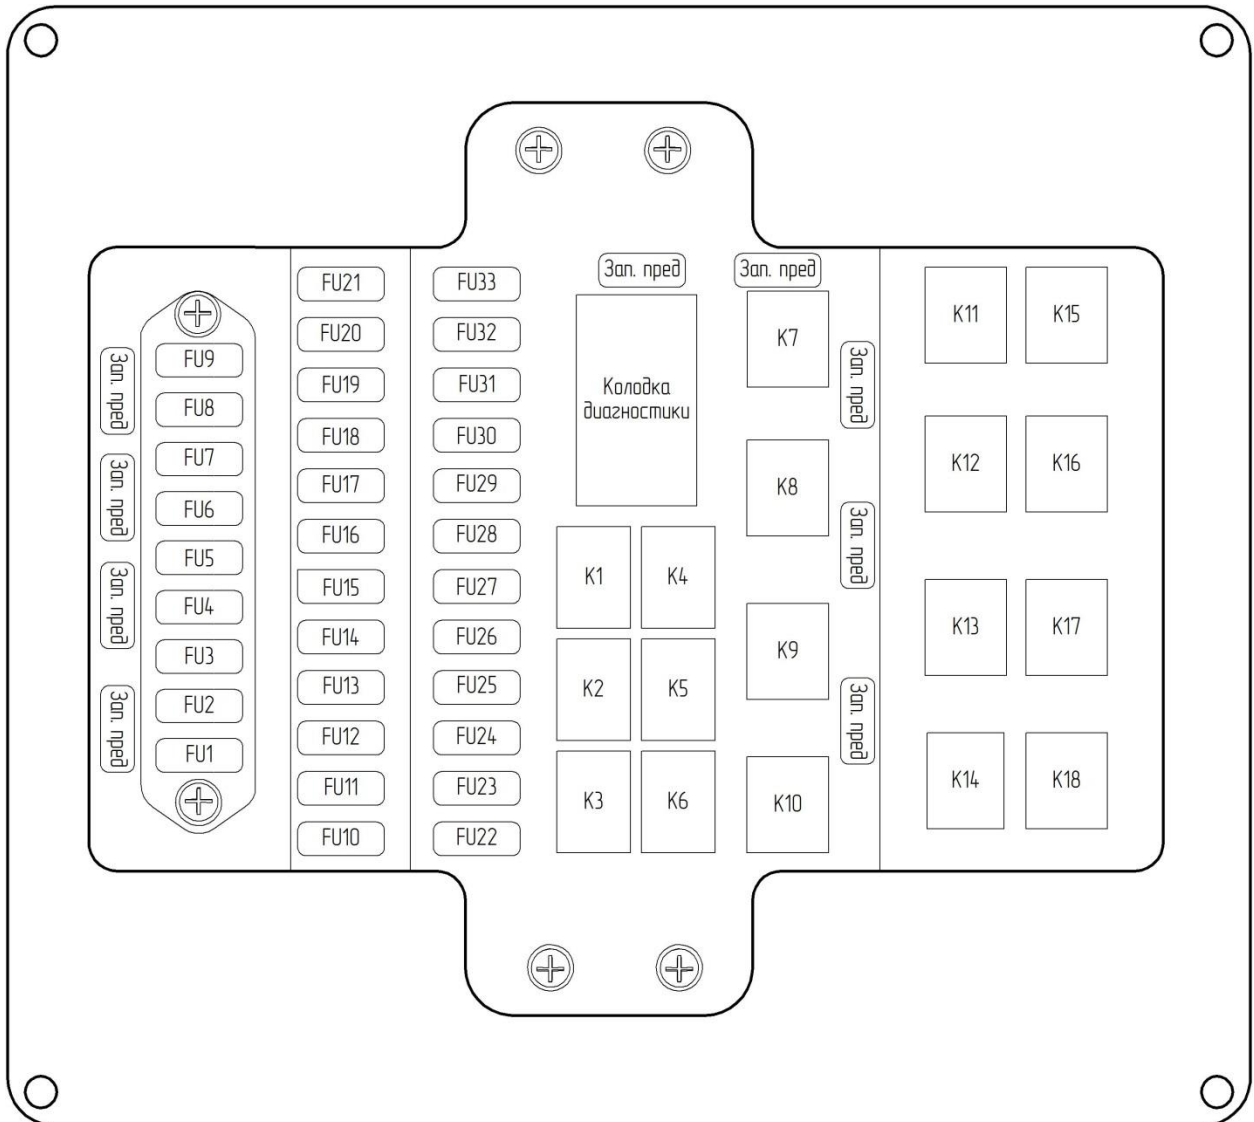 Зап. пред
Зап. пред
Зап. пред
Зап. пред
FU9
FU8
FU7
FU6
FU5
FU4
FU3
FU2
FU1
FU21
FU20
FU19
FU18
FU17
FU16
FU15
FU14
FU13
FU12
FU11
FU10
FU33
FU32
FU31
FU30
FU29
FU28
FU27
FU26
FU25
FU24
FU23
FU22
Зап. пред
Колодка
диагностики
K1
K4
K2
K5
K3
K6
Зап. пред
K7
K8
K9
K10
Зап. пред
Зап. пред
Зап. пред
K11
K15
K12
K16
K13
K17
K14
K18